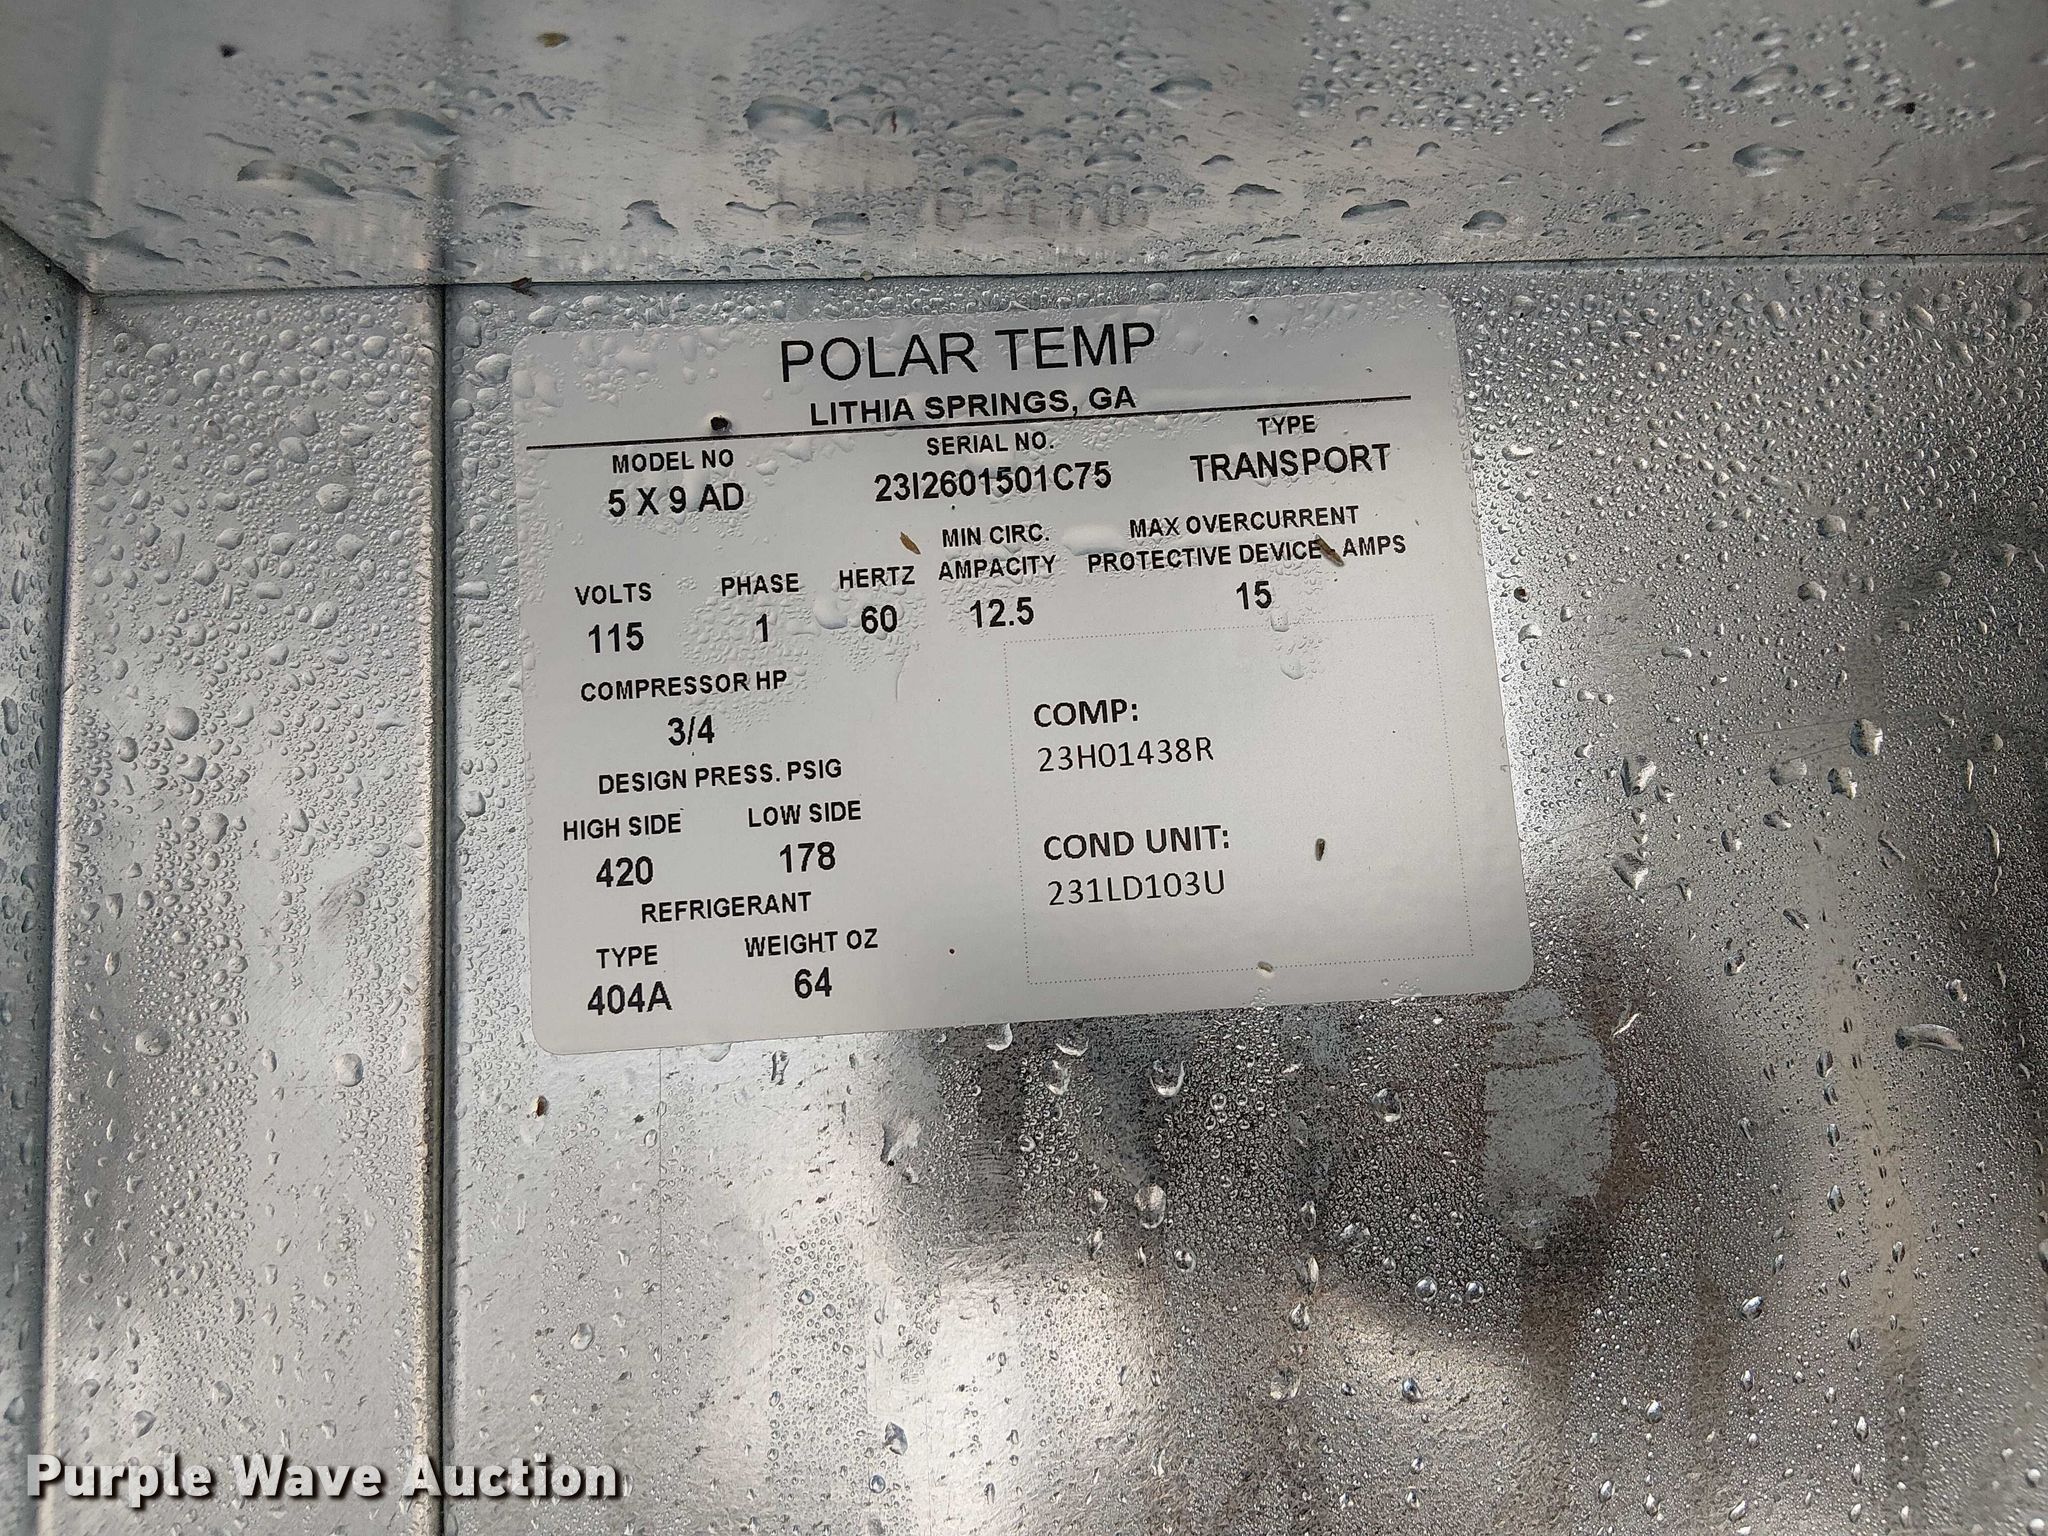 POLAR TEMP
LITHIA SPRINGS, GA
MODEL NO SERIAL NO. TYPE
5 X 9 AD 23I2601501C75 TRANSPORT
MIN CIRC. MAX OVERCURRENT
VOLTS PHASE HERTZ AMPACITY PROTECTIVE DEVICE - AMPS
115 1 60 12.5 15
COMPRESSOR HP
3/4
DESIGN PRESS. PSIG
HIGH SIDE LOW SIDE
420 178
REFRIGERANT
TYPE WEIGHT OZ
404A 64
COMP:
23H01438R
COND UNIT:
231LD103U
Purple Wave Auction